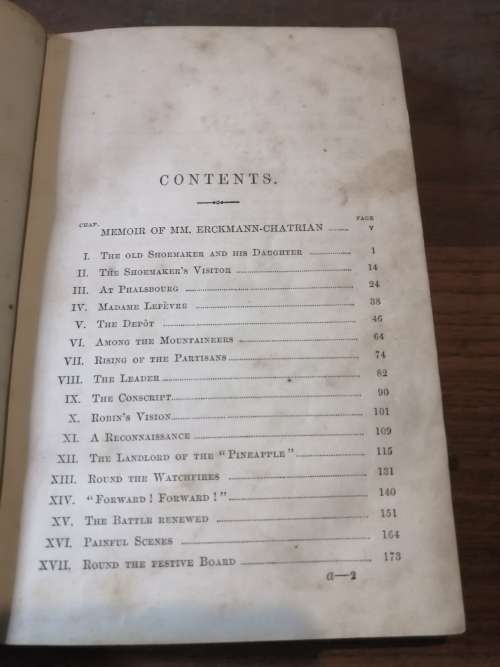 CONTENTS.
CHAP. PAGE
MEMOIR OF MM. ERCKMANN-CHATRIAN ...... v
I. THE OLD SHOEMAKER AND HIS DAUGHTER ...... 1
II. THE SHOEMAKER'S VISITOR ...... 14
III. AT PHALSBOURG ...... 24
IV. MADAME LEFÈVRE ...... 38
V. THE DEPÔT ...... 46
VI. AMONG THE MOUNTAINEERS ...... 64
VII. RISING OF THE PARTISANS ...... 74
VIII. THE LEADER ...... 82
IX. THE CONSCRIPT ...... 90
X. ROBIN'S VISION ...... 101
XI. A RECONNAISSANCE ...... 109
XII. THE LANDLORD OF THE "PINEAPPLE" ...... 115
XIII. ROUND THE WATCHFIRES ...... 131
XIV. "FORWARD! FORWARD!" ...... 140
XV. THE BATTLE RENEWED ...... 151
XVI. PAINFUL SCENES ...... 164
XVII. ROUND THE FESTIVE BOARD ...... 173
a—2